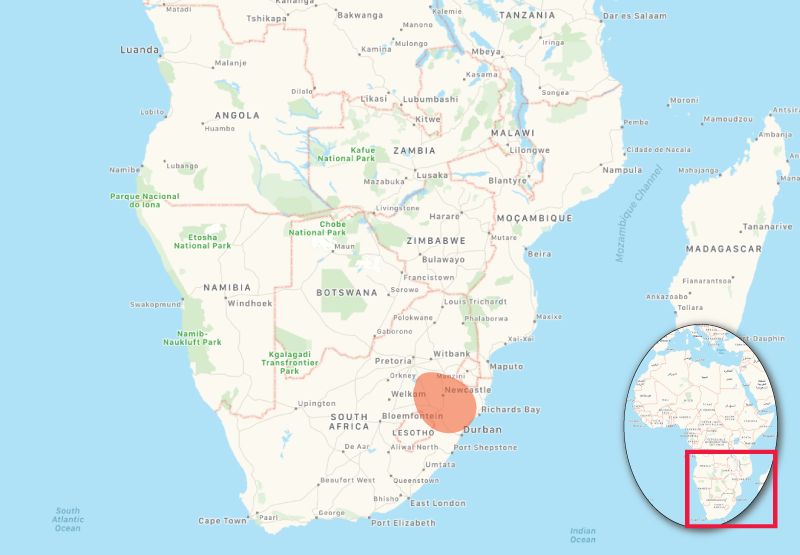 Kananga
Kalemie
Matadi
Tshikapa
Bakwanga
TANZANIA
Dar es Salaam
Manono
Iringa
Luanda
Kamina
Mulongo
Mbeya
Malanje
Kasama
Dilolo
Likasi
Lubumbashi
Songea
Moroni
Lobito
ANGOLA
Kitwe
Pemba
Mamoudzou
Huambo
MALAWI
Ambanja
Kafue
National Park
ZAMBIA
Lilongwe
Cidade de Nacala
Namibe
Lubango
Lusaka
Nampula
Mahajanga
Mazabuka
Blantyre
Parque Nacional
do Iona
Livingstone
Harare
MOÇAMBIQUE
Mozambique Channel
Chobe
National Park
Tananarive
Etosha
National Park
Maun
ZIMBABWE
Mutare
MADAGASCAR
Bulawayo
Beira
Francistown
Fianarantsoa
NAMIBIA
BOTSWANA
Serowe
Ankazoabo
Swakopmund
Windhoek
Louis Trichardt
Toliara
Polokwane
Phalaborwa
Maxixe
Namib-
Naukluft Park
Gaborone
Xai-Xai
Kgalagadi
Transfrontier
Park
Pretoria
Witbank
Maputo
Orkney
Manzini
Welkom
Newcastle
Upington
SOUTH
AFRICA
Bloemfontein
Richards Bay
LESOTHO
Durban
De Aar
Aliwal North
Port Shepstone
Umtata
Beaufort West
Queenstown
Bhisho
East London
Cape Town
Port Elizabeth
South
Atlantic
Ocean
Indian
Ocean